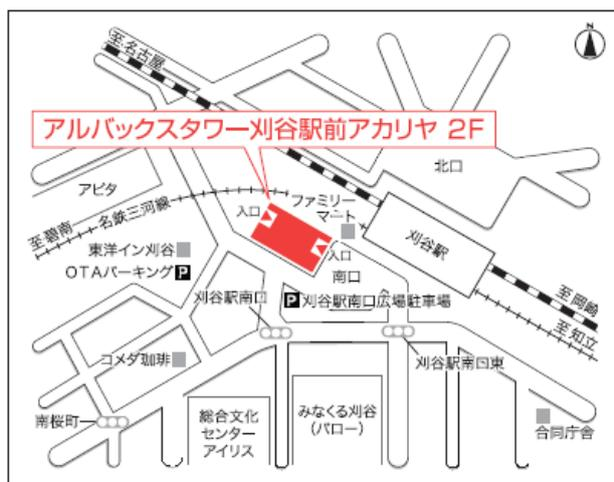 N
至名古屋
アルバックスタワー刈谷駅前アカリヤ 2F
北口
アピタ
名鉄三河線
至碧南
入口
ファミリー
マート
刈谷駅
入口
南口
東洋イン刈谷
OTAパーキング P
刈谷駅南口
P 刈谷駅南口広場駐車場
至岡崎
至知立
刈谷駅南口東
コメダ珈琲
南桜町
総合文化
センター
アイリス
みなくる刈谷
(バロー)
合同庁舎